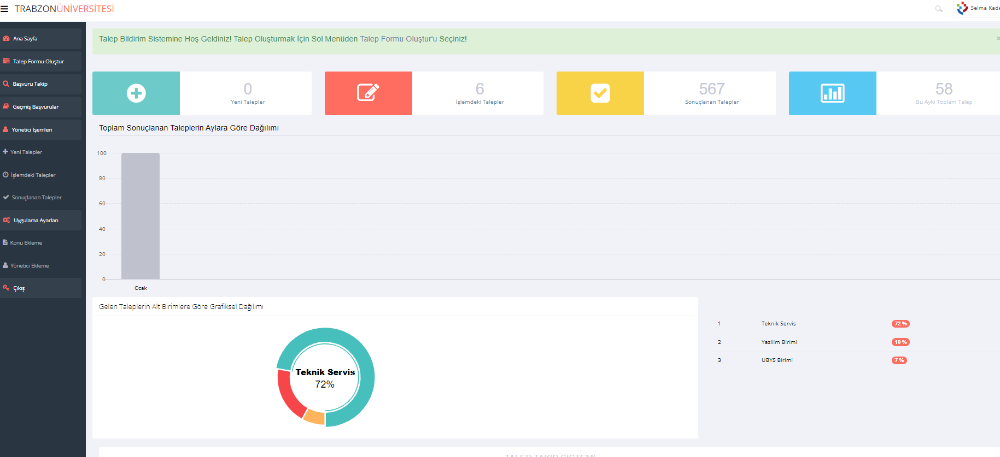 TRABZONÜNİVERSİTESİ
Selma Kade
Ana Sayfa
Talep Formu Oluştur
Başvuru Takip
Geçmiş Başvurular
Yönetici İşemleri
Yeni Talepler
İşlemdeki Talepler
Sonuçlanan Talepler
Uygulama Ayarları
Konu Ekleme
Yönetici Ekleme
Çıkış
Talep Bildirim Sistemine Hoş Geldiniz! Talep Oluşturmak İçin Sol Menüden Talep Formu Oluştur'u Seçiniz!
×
0
Yeni Talepler
6
İşlemdeki Talepler
567
Sonuçlanan Talepler
58
Bu Ayki Toplam Talep
Toplam Sonuçlanan Taleplerin Aylara Göre Dağılımı
100
80
60
40
20
0
Ocak
Gelen Taleplerin Alt Birimlere Göre Grafiksel Dağılımı
Teknik Servis
72%
1 Teknik Servis 72 %
2 Yazilim Birimi 19 %
3 UBYS Birimi 7 %
TALEP TAKİP SİSTEMİ